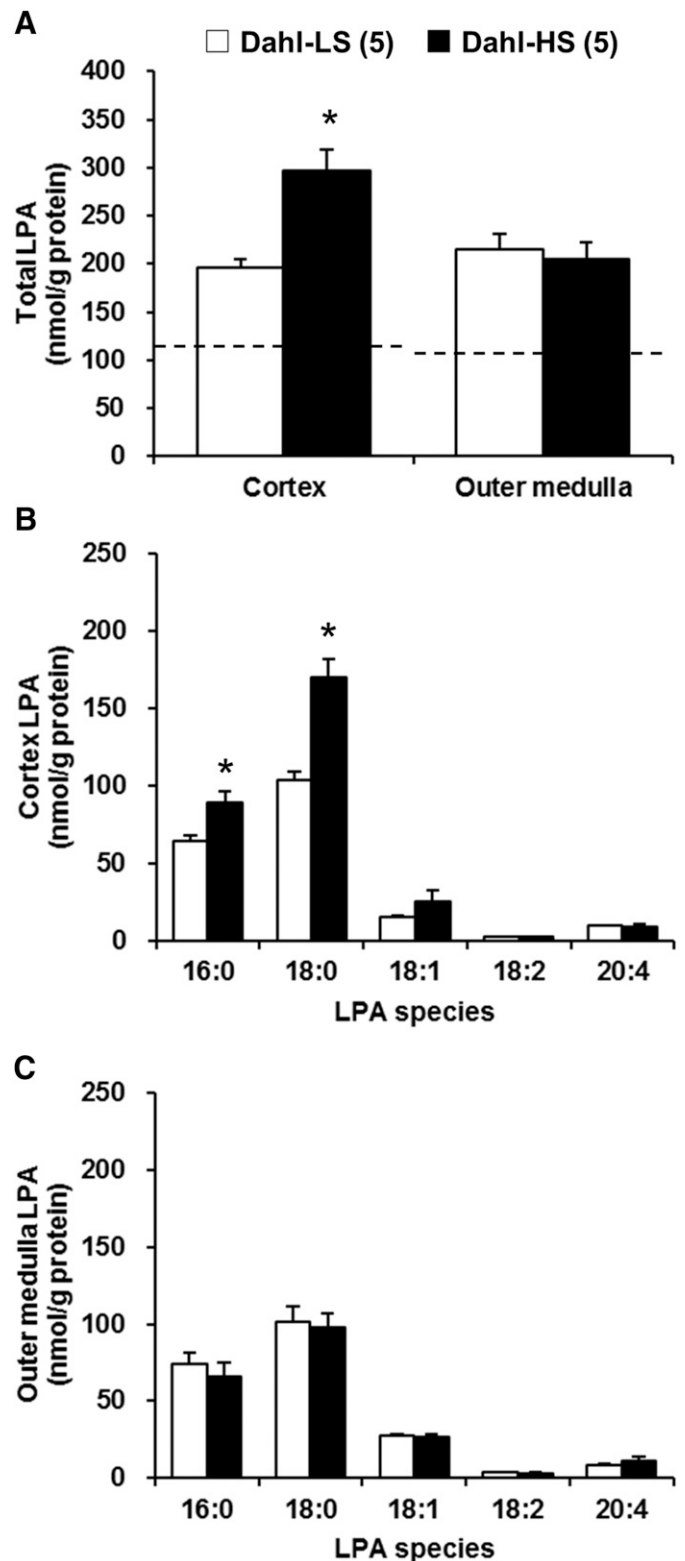 A
Dahl-LS (5) Dahl-HS (5)
Total LPA
(nmol/g protein)
400
350
300
250
200
150
100
50
0
*
Cortex Outer medulla
B
Cortex LPA
(nmol/g protein)
250
200
150
100
50
0
*
*
16:0 18:0 18:1 18:2 20:4
LPA species
C
Outer medulla LPA
(nmol/g protein)
250
200
150
100
50
0
16:0 18:0 18:1 18:2 20:4
LPA species